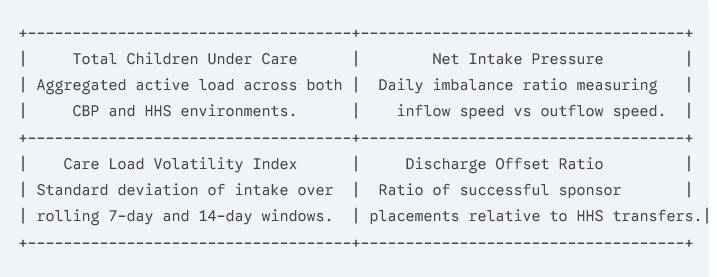 +------------------------------------+------------------------------------+
|     Total Children Under Care      |        Net Intake Pressure         |
| Aggregated active load across both |  Daily imbalance ratio measuring   |
|     CBP and HHS environments.      |    inflow speed vs outflow speed.  |
+------------------------------------+------------------------------------+
|    Care Load Volatility Index      |     Discharge Offset Ratio         |
| Standard deviation of intake over  |  Ratio of successful sponsor       |
| rolling 7-day and 14-day windows.  | placements relative to HHS transfers.|
+------------------------------------+------------------------------------+